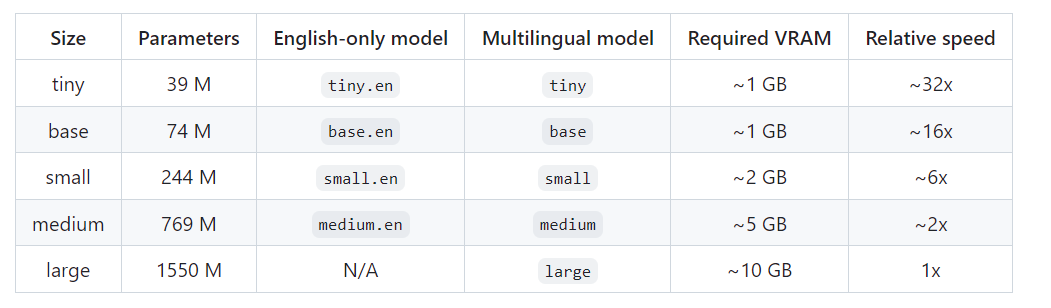 Size Parameters English-only model Multilingual model Required VRAM Relative speed
tiny 39 M tiny.en tiny ~1 GB ~32x
base 74 M base.en base ~1 GB ~16x
small 244 M small.en small ~2 GB ~6x
medium 769 M medium.en medium ~5 GB ~2x
large 1550 M N/A large ~10 GB 1x